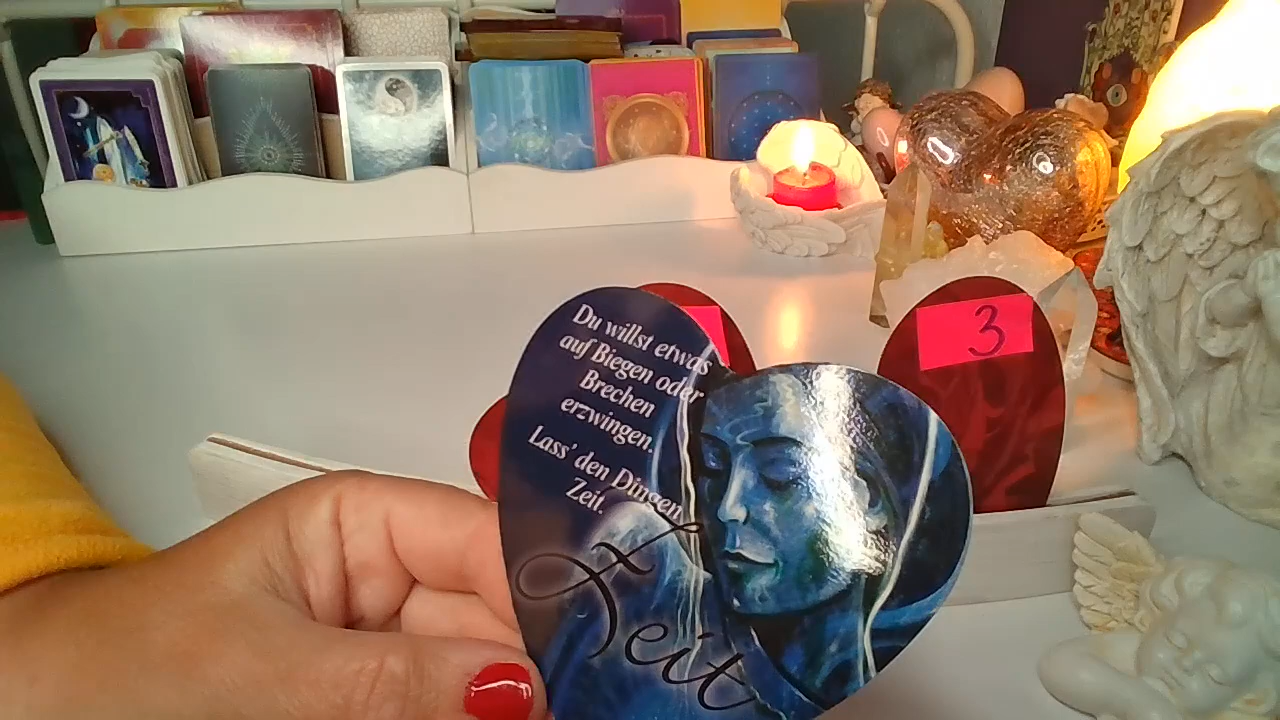 3
Du willst etwas
auf Biegen oder
Brechen
erzwingen.
Lass' den Dingen
Zeit.
Zeit